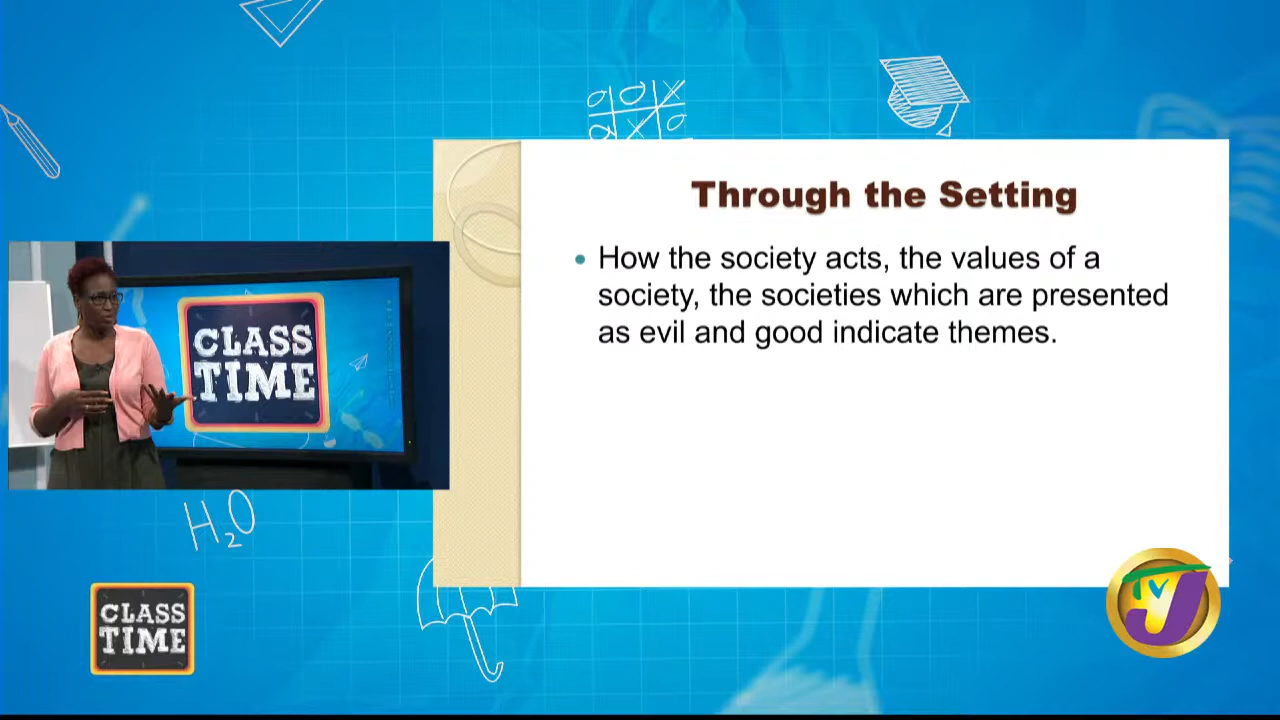 Through the Setting
How the society acts, the values of a
society, the societies which are presented
as evil and good indicate themes.
CLASS
TIME
H₂O
CLASS
TIME
TVJ